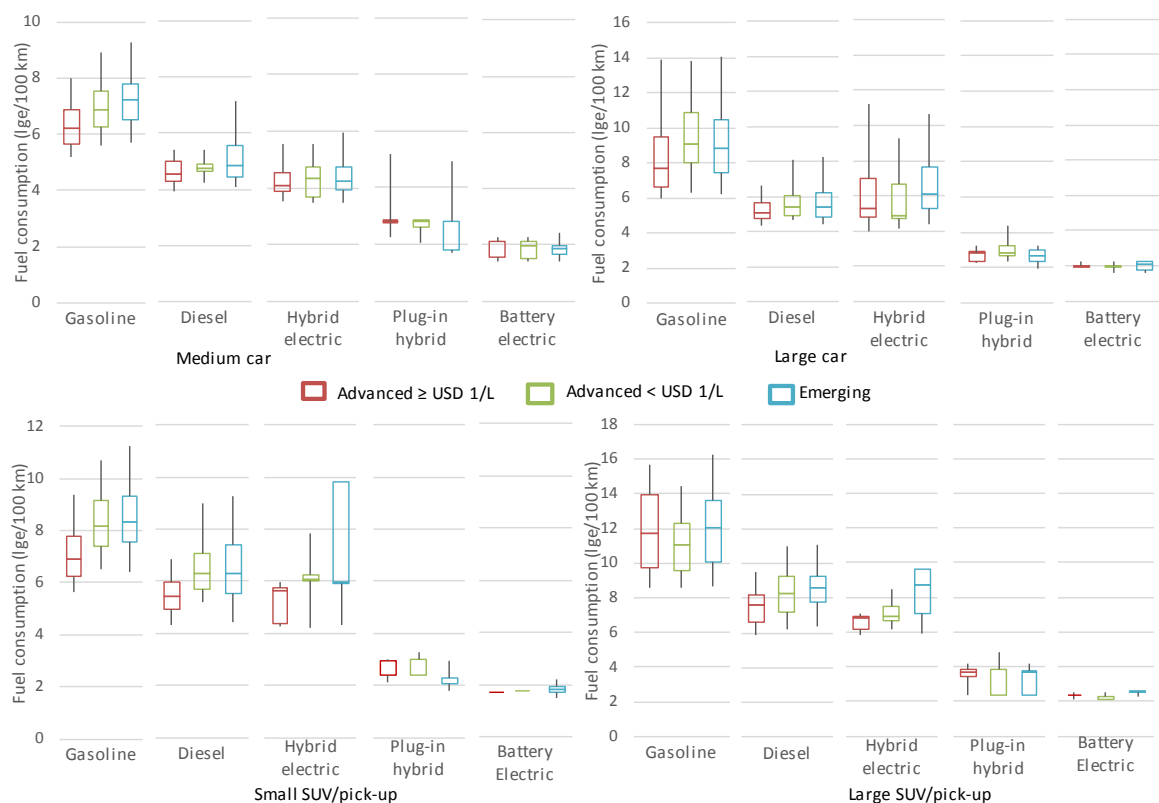 Fuel consumption (lge/100 km)
10
8
6
4
2
0
Gasoline
Diesel
Hybrid
electric
Plug-in
hybrid
Battery
electric
Medium car
Fuel consumption (lge/100 km)
16
14
12
10
8
6
4
2
0
Gasoline
Diesel
Hybrid
electric
Plug-in
hybrid
Battery
electric
Large car
Advanced ≥ USD 1/L
Advanced < USD 1/L
Emerging
Fuel consumption (lge/100 km)
12
10
8
6
4
2
0
Gasoline
Diesel
Hybrid
electric
Plug-in
hybrid
Battery
Electric
Small SUV/pick-up
Fuel consumption (lge/100 km)
18
16
14
12
10
8
6
4
2
0
Gasoline
Diesel
Hybrid
electric
Plug-in
hybrid
Battery
Electric
Large SUV/pick-up